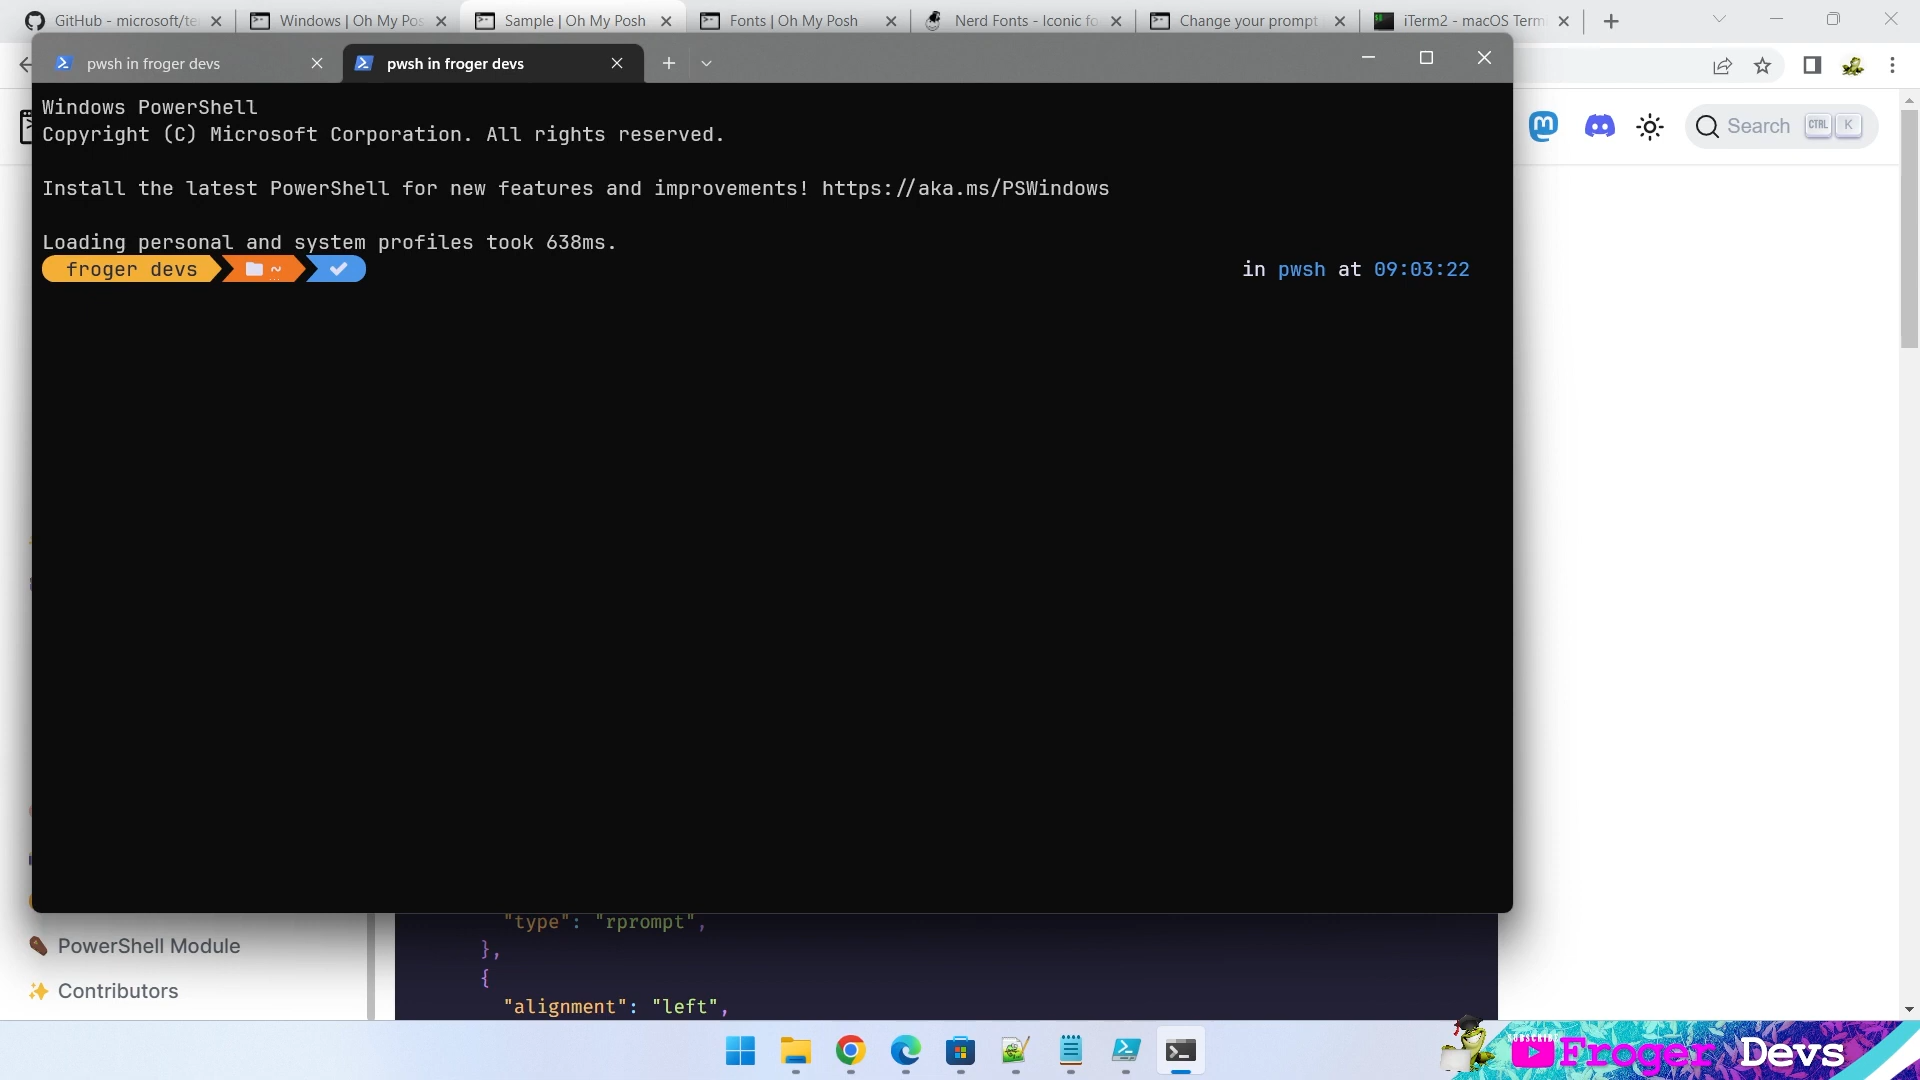 GitHub - microsoft/te
Windows | Oh My Pos
Sample | Oh My Posh
Fonts | Oh My Posh
Nerd Fonts - Iconic fo
Change your prompt
iTerm2 - macOS Term
pwsh in froger devs
pwsh in froger devs
Search CTRL K
Windows PowerShell
Copyright (C) Microsoft Corporation. All rights reserved.
Install the latest PowerShell for new features and improvements! https://aka.ms/PSWindows
Loading personal and system profiles took 638ms.
froger devs ~ in pwsh at 09:03:22
"type": "rprompt",
},
{
"alignment": "left",
PowerShell Module
Contributors
SUBSCRIBE
Froger Devs